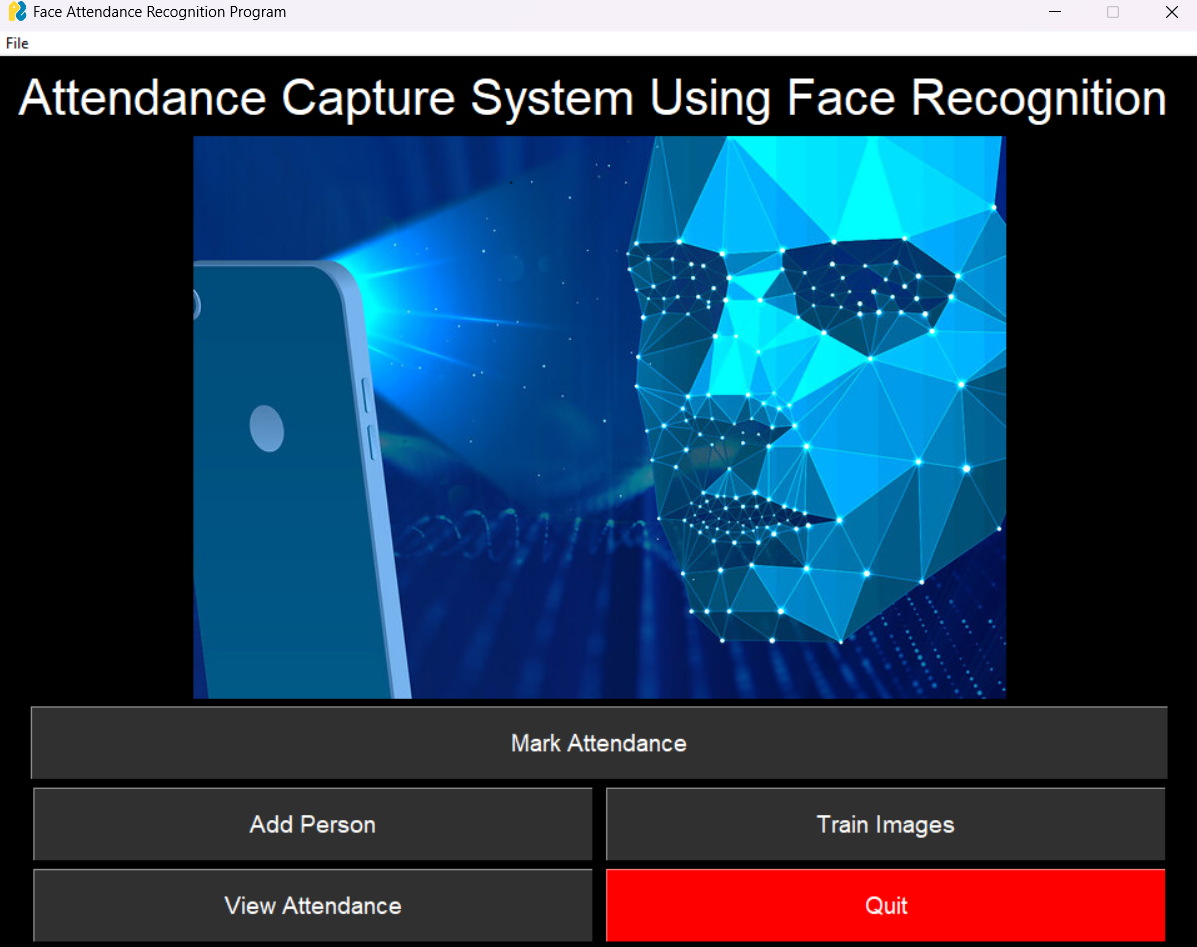 Face Attendance Recognition Program
File
Attendance Capture System Using Face Recognition
Mark Attendance
Add Person
Train Images
View Attendance
Quit